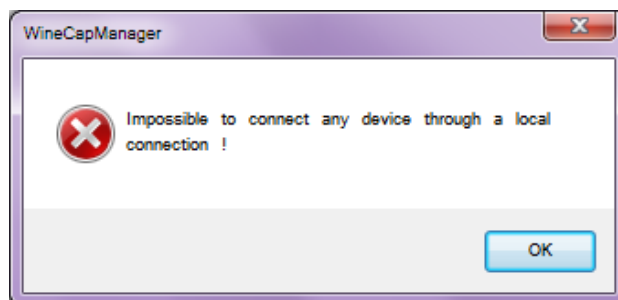 WineCapManager
Impossible to connect any device through a local
connection !
OK